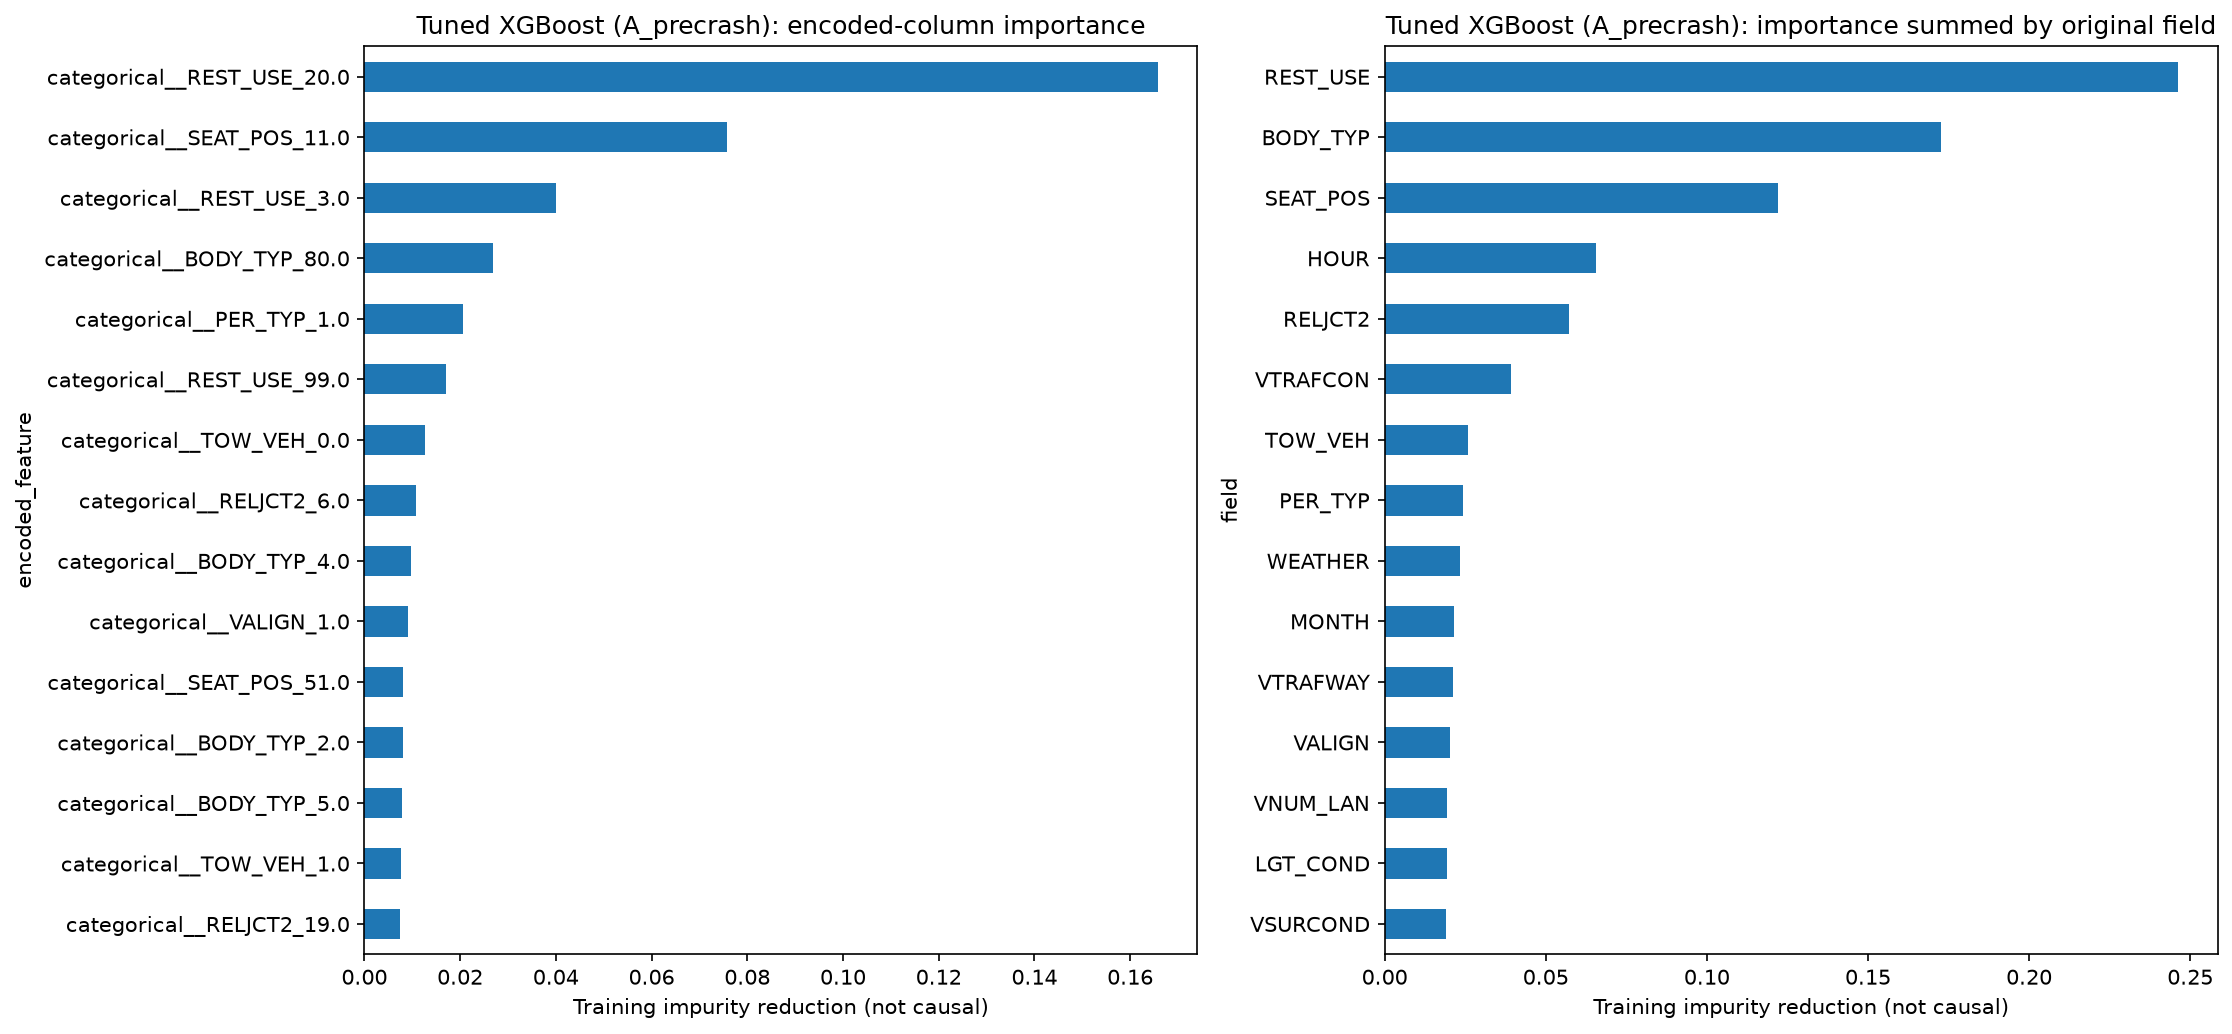 Tuned XGBoost (A_precrash): encoded-column importance
encoded_feature
categorical__REST_USE_20.0
categorical__SEAT_POS_11.0
categorical__REST_USE_3.0
categorical__BODY_TYP_80.0
categorical__PER_TYP_1.0
categorical__REST_USE_99.0
categorical__TOW_VEH_0.0
categorical__RELJCT2_6.0
categorical__BODY_TYP_4.0
categorical__VALIGN_1.0
categorical__SEAT_POS_51.0
categorical__BODY_TYP_2.0
categorical__BODY_TYP_5.0
categorical__TOW_VEH_1.0
categorical__RELJCT2_19.0
0.00 0.02 0.04 0.06 0.08 0.10 0.12 0.14 0.16
Training impurity reduction (not causal)
Tuned XGBoost (A_precrash): importance summed by original field
field
REST_USE
BODY_TYP
SEAT_POS
HOUR
RELJCT2
VTRAFCON
TOW_VEH
PER_TYP
WEATHER
MONTH
VTRAFWAY
VALIGN
VNUM_LAN
LGT_COND
VSURCOND
0.00 0.05 0.10 0.15 0.20 0.25
Training impurity reduction (not causal)